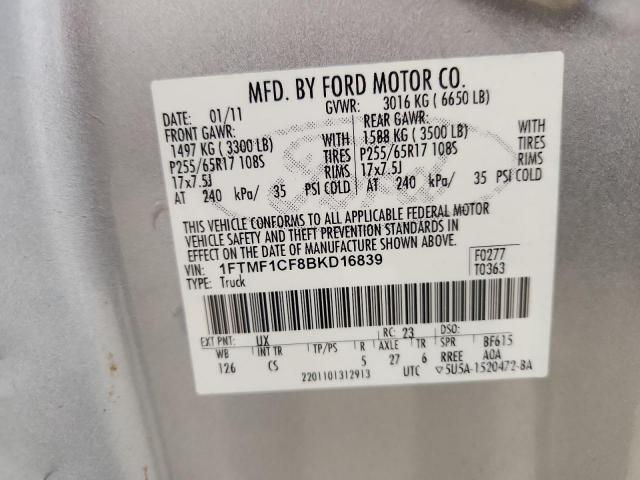 MFD. BY FORD MOTOR CO.
DATE: 01/11 GVWR: 3016 KG ( 6650 LB)
FRONT GAWR: REAR GAWR:
1497 KG ( 3300 LB) WITH 1588 KG ( 3500 LB) WITH
P255/65R17 108S TIRES P255/65R17 108S TIRES
17x7.5J RIMS 17x7.5J RIMS
AT 240 kPa/ 35 PSI COLD AT 240 kPa/ 35 PSI COLD
THIS VEHICLE CONFORMS TO ALL APPLICABLE FEDERAL MOTOR
VEHICLE SAFETY AND THEFT PREVENTION STANDARDS IN
EFFECT ON THE DATE OF MANUFACTURE SHOWN ABOVE.
VIN: 1FTMF1CF8BKD16839 F0277
TYPE: Truck T0363
EXT PNT: UX RC: 23 DSO:
WB INT TR TP/PS R AXLE TR SPR BF615
126 CS 5 27 6 RREE A0A
2201101312913 UTC ▽5U5A-1520472-BA